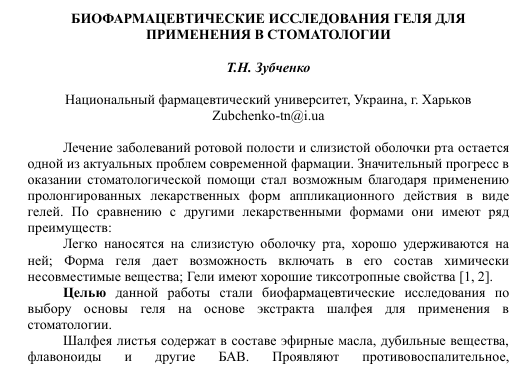 БИОФАРМАЦЕВТИЧЕСКИЕ ИССЛЕДОВАНИЯ ГЕЛЯ ДЛЯ
ПРИМЕНЕНИЯ В СТОМАТОЛОГИИ
Т.Н. Зубченко
Национальный фармацевтический университет, Украина, г. Харьков
Zubchenko-tn@i.ua
Лечение заболеваний ротовой полости и слизистой оболочки рта остается
одной из актуальных проблем современной фармации. Значительный прогресс в
оказании стоматологической помощи стал возможным благодаря применению
пролонгированных лекарственных форм аппликационного действия в виде
гелей. По сравнению с другими лекарственными формами они имеют ряд
преимуществ:
Легко наносятся на слизистую оболочку рта, хорошо удерживаются на
ней; Форма геля дает возможность включать в его состав химически
несовместимые вещества; Гели имеют хорошие тиксотропные свойства [1, 2].
Целью данной работы стали биофармацевтические исследования по
выбору основы геля на основе экстракта шалфея для применения в
стоматологии.
Шалфея листья содержат в составе эфирные масла, дубильные вещества,
флавоноиды и другие БАВ. Проявляют противовоспалительное,